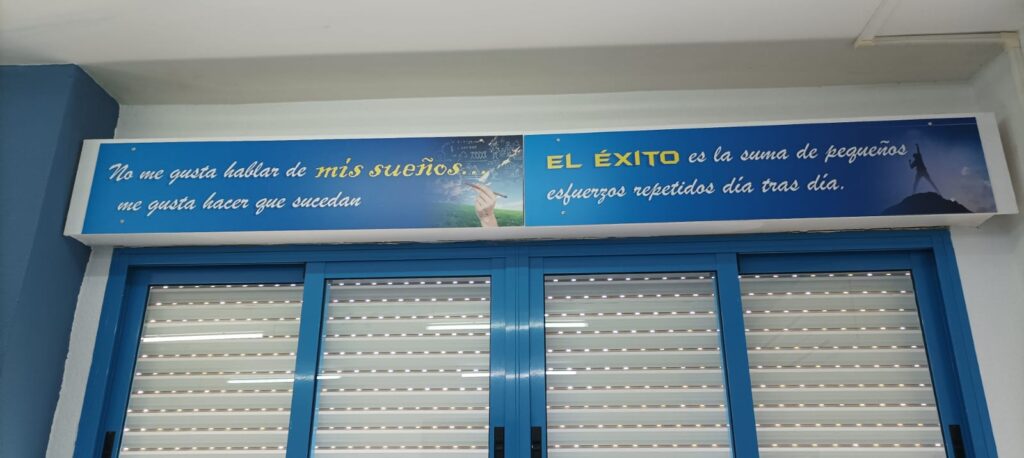 No me gusta hablar de mis sueños...
me gusta hacer que sucedan
EL ÉXITO es la suma de pequeños
esfuerzos repetidos día tras día.